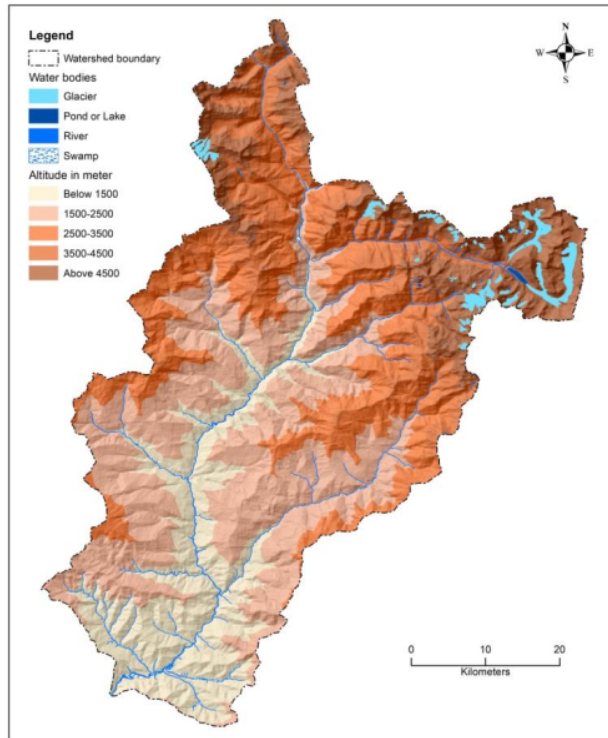 Legend
Watershed boundary
Water bodies
Glacier
Pond or Lake
River
Swamp
Altitude in meter
Below 1500
1500-2500
2500-3500
3500-4500
Above 4500
N
W E
S
0 10 20
Kilometers